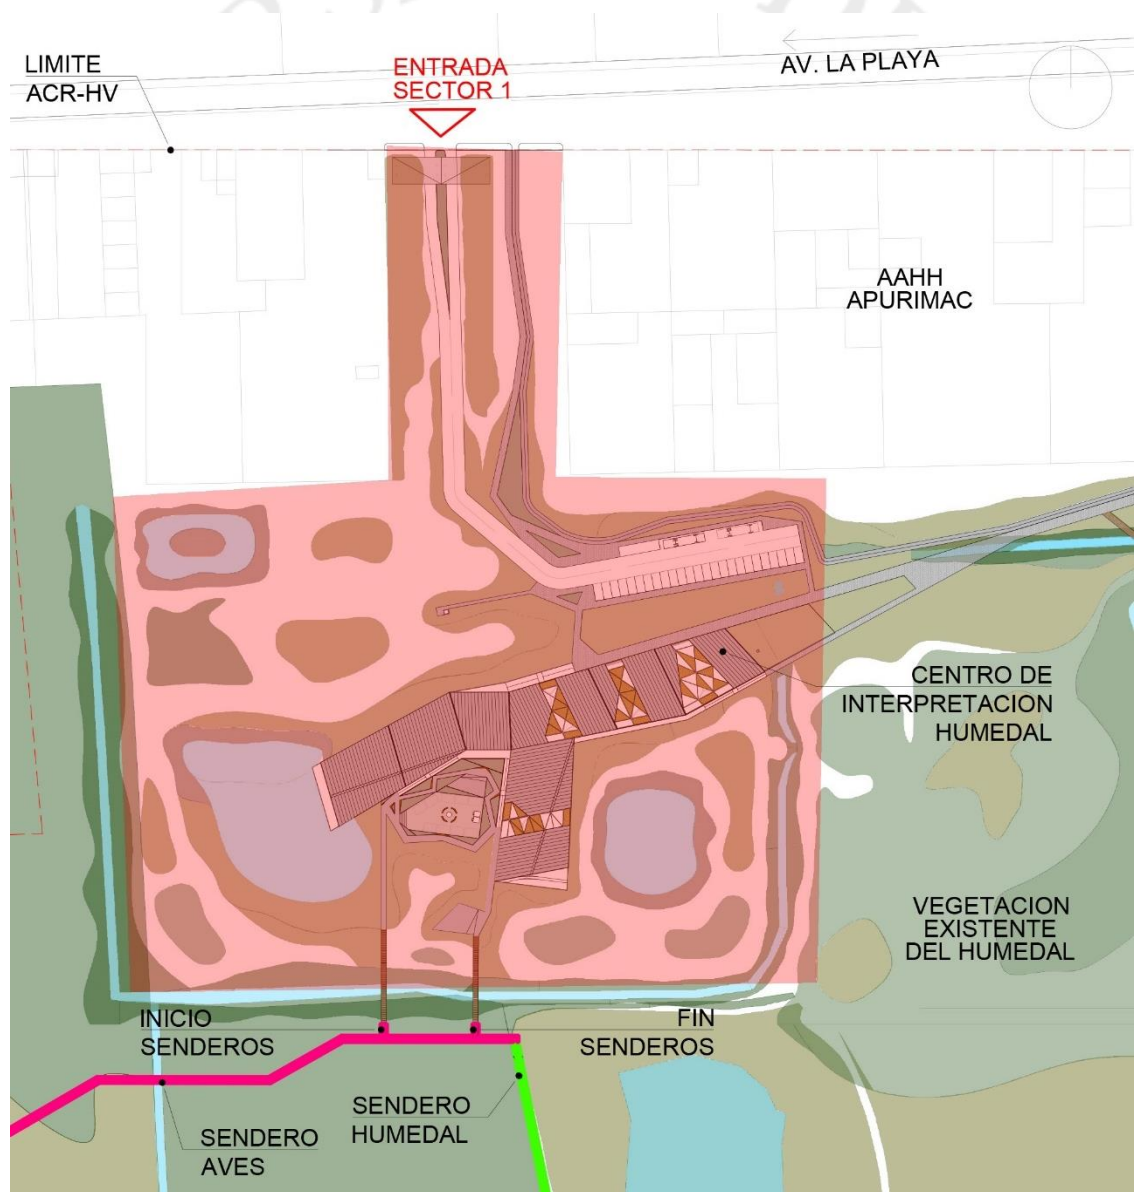 LIMITE
ACR-HV
ENTRADA
SECTOR 1
AV. LA PLAYA
AAHH
APURIMAC
CENTRO DE
INTERPRETACION
HUMEDAL
VEGETACION
EXISTENTE
DEL HUMEDAL
INICIO
SENDEROS
FIN
SENDEROS
SENDERO
HUMEDAL
SENDERO
AVES